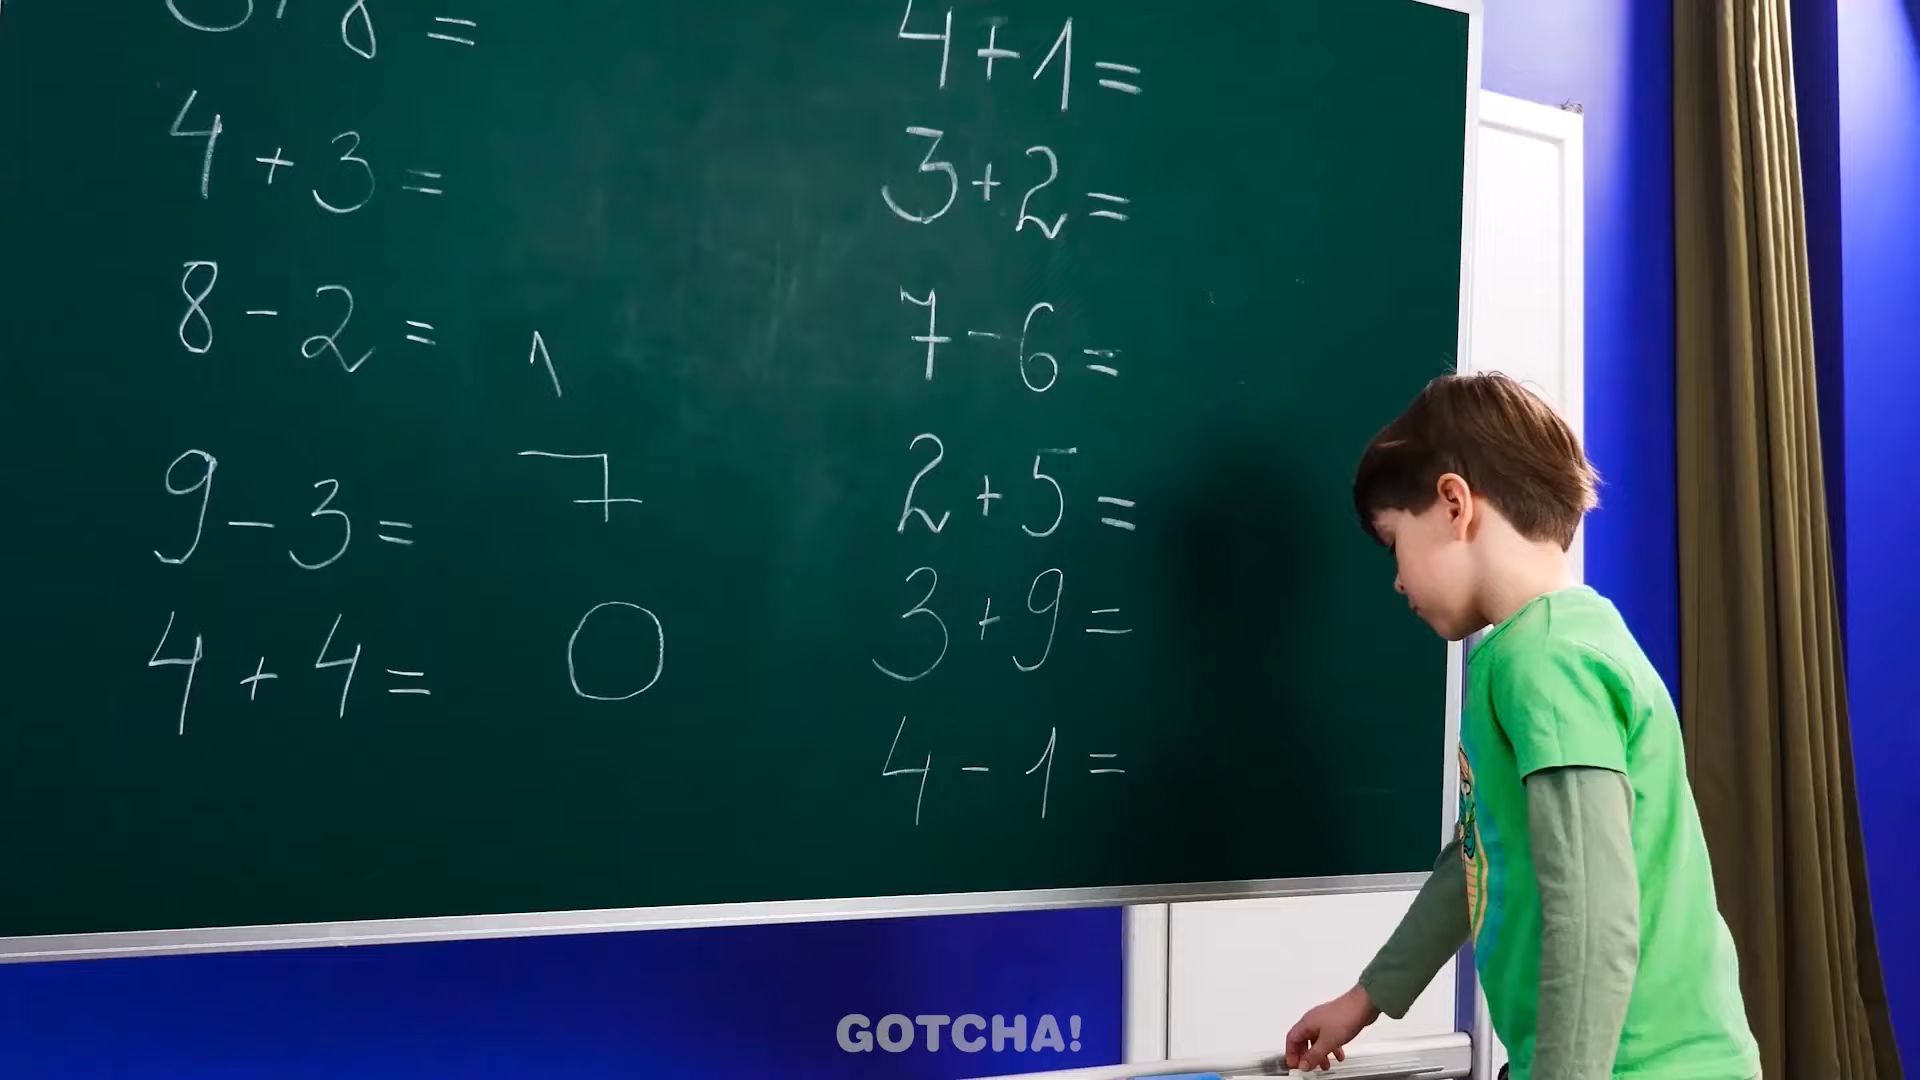 8 =
4 + 3 =
8 - 2 = 1
9 - 3 = 7
4 + 4 = 0
4 + 1 =
3 + 2 =
7 - 6 =
2 + 5 =
3 + 9 =
4 - 1 =
GOTCHA!